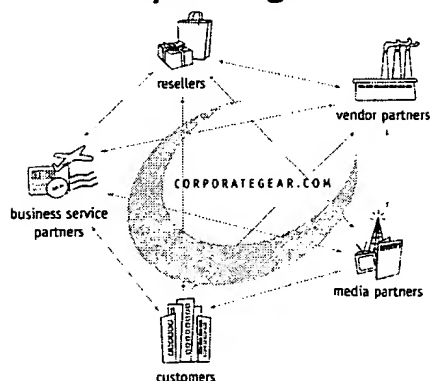 resellers
vendor partners
CORPORATEGEAR.COM
business service
partners
media partners
customers